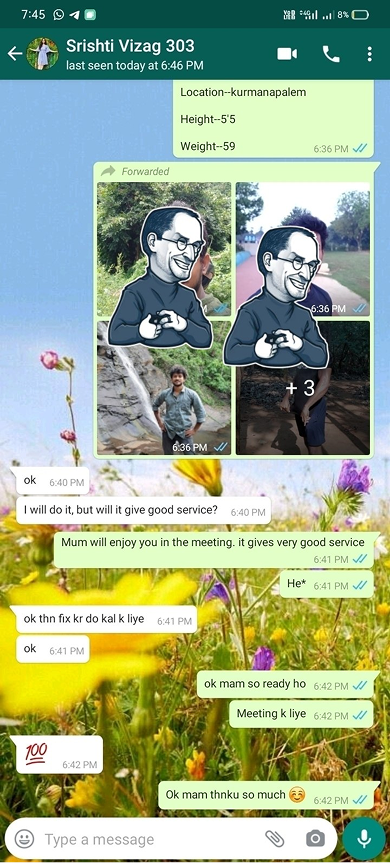 7:45 8%
Srishti Vizag 303
last seen today at 6:46 PM
Location--kurmanapalem
Height--5'5
Weight--59
6:36 PM
Forwarded
6:36 PM
+ 3
6:36 PM
ok 6:40 PM
I will do it, but will it give good service? 6:40 PM
Mum will enjoy you in the meeting. it gives very good service
6:41 PM
He* 6:41 PM
ok thn fix kr do kal k liye 6:41 PM
ok 6:41 PM
ok mam so ready ho 6:42 PM
Meeting k liye 6:42 PM
💯
6:42 PM
Ok mam thnku so much ☺️ 6:42 PM
Type a message